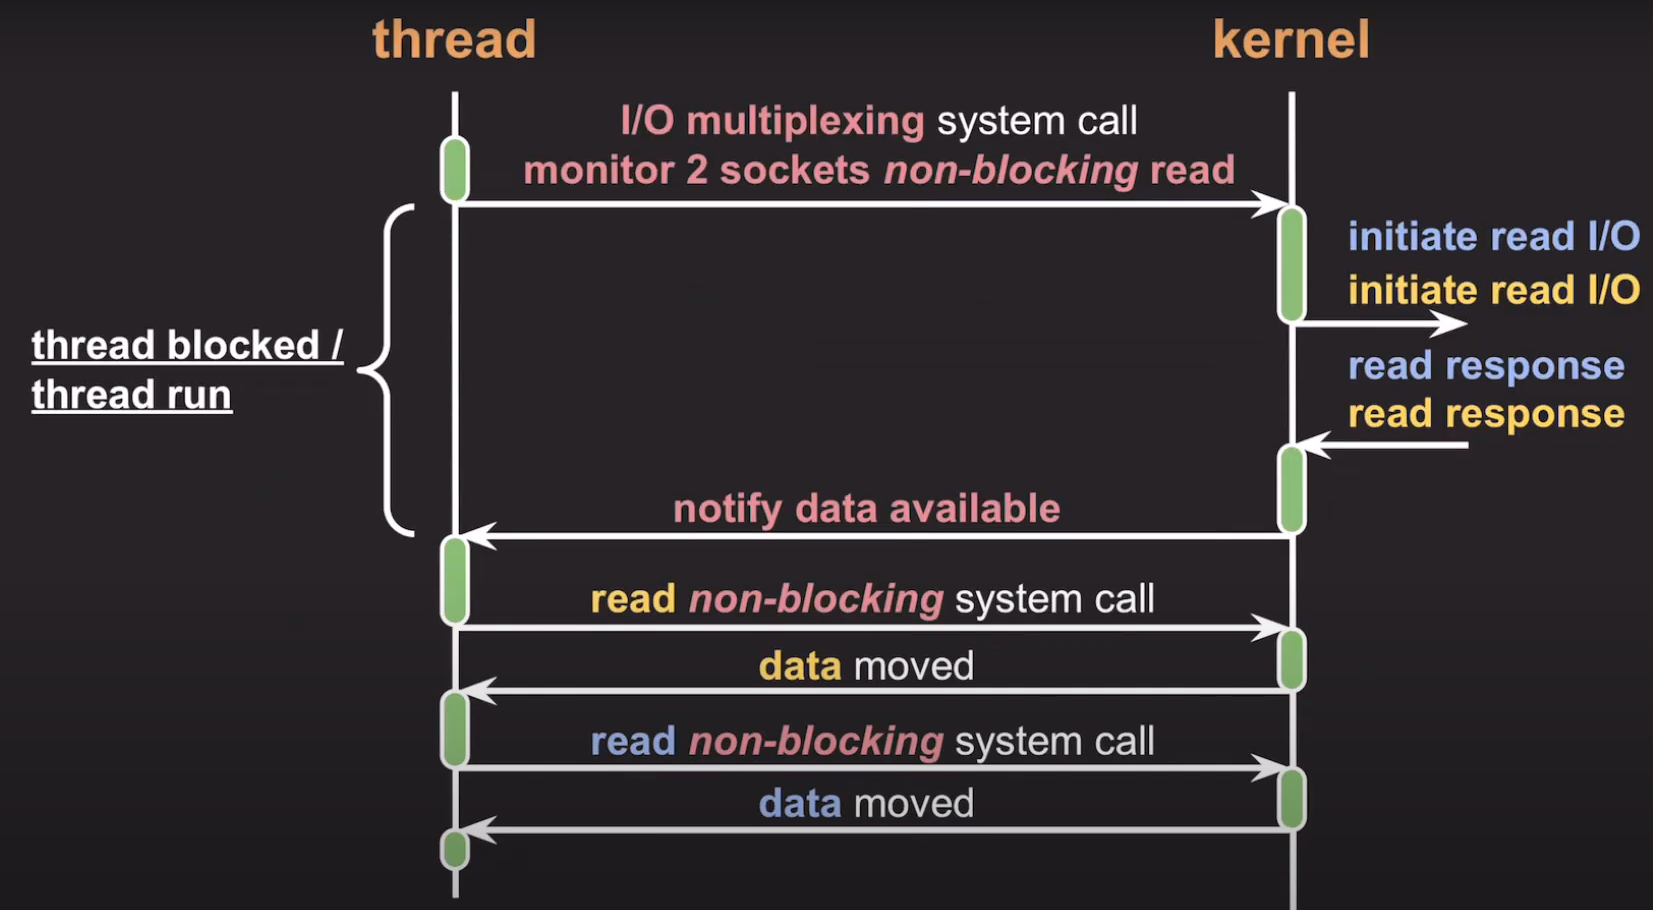 thread
kernel
I/O multiplexing system call
monitor 2 sockets non-blocking read
initiate read I/O
initiate read I/O
thread blocked /
thread run
read response
read response
notify data available
read non-blocking system call
data moved
read non-blocking system call
data moved